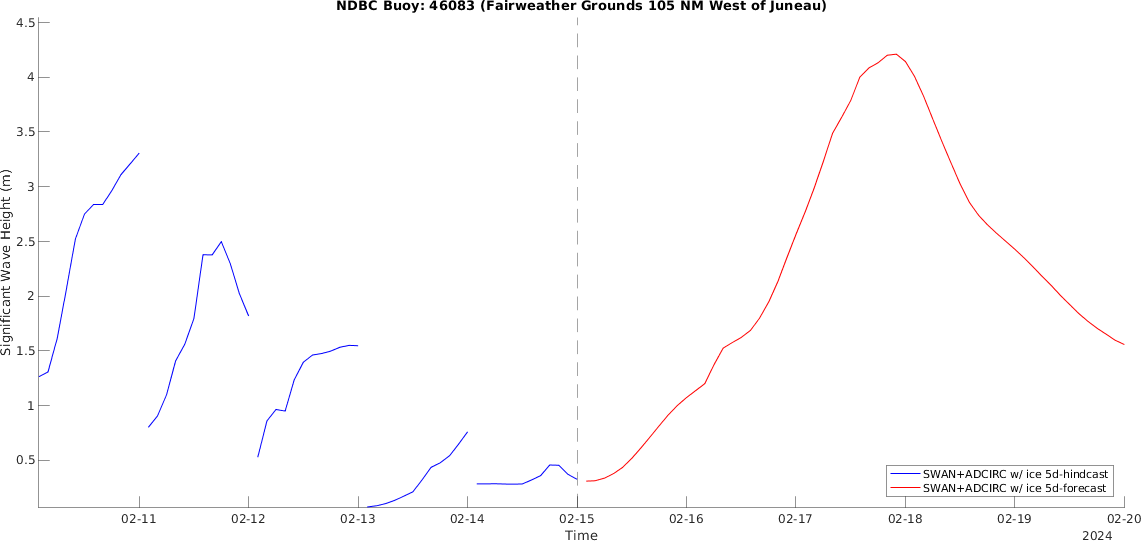 NDBC Buoy: 46083 (Fairweather Grounds 105 NM West of Juneau)
Significant Wave Height (m)
4.5
4
3.5
3
2.5
2
1.5
1
0.5
SWAN+ADCIRC w/ ice 5d-hindcast
SWAN+ADCIRC w/ ice 5d-forecast
02-11 02-12 02-13 02-14 02-15 02-16 02-17 02-18 02-19 02-20
Time
2024